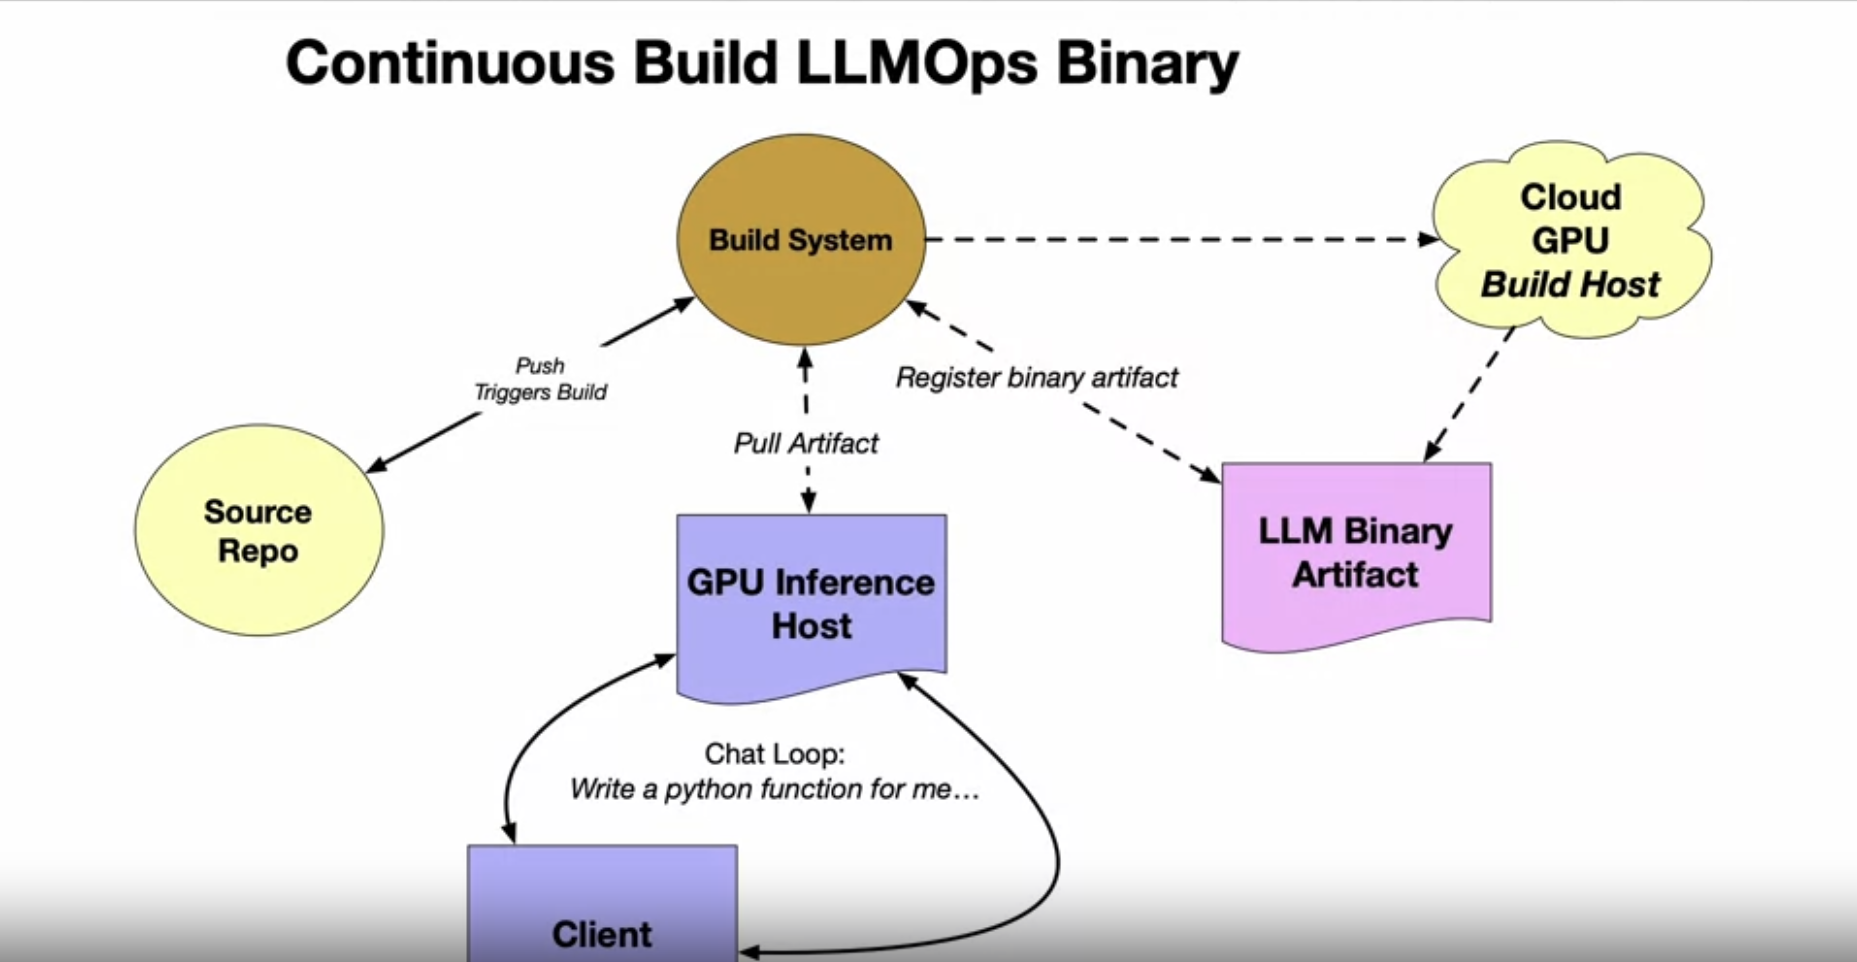 Continuous Build LLMOps Binary
Build System
Cloud
GPU
Build Host
Push
Triggers Build
Register binary artifact
Pull Artifact
Source
Repo
GPU Inference
Host
LLM Binary
Artifact
Chat Loop:
Write a python function for me…
Client